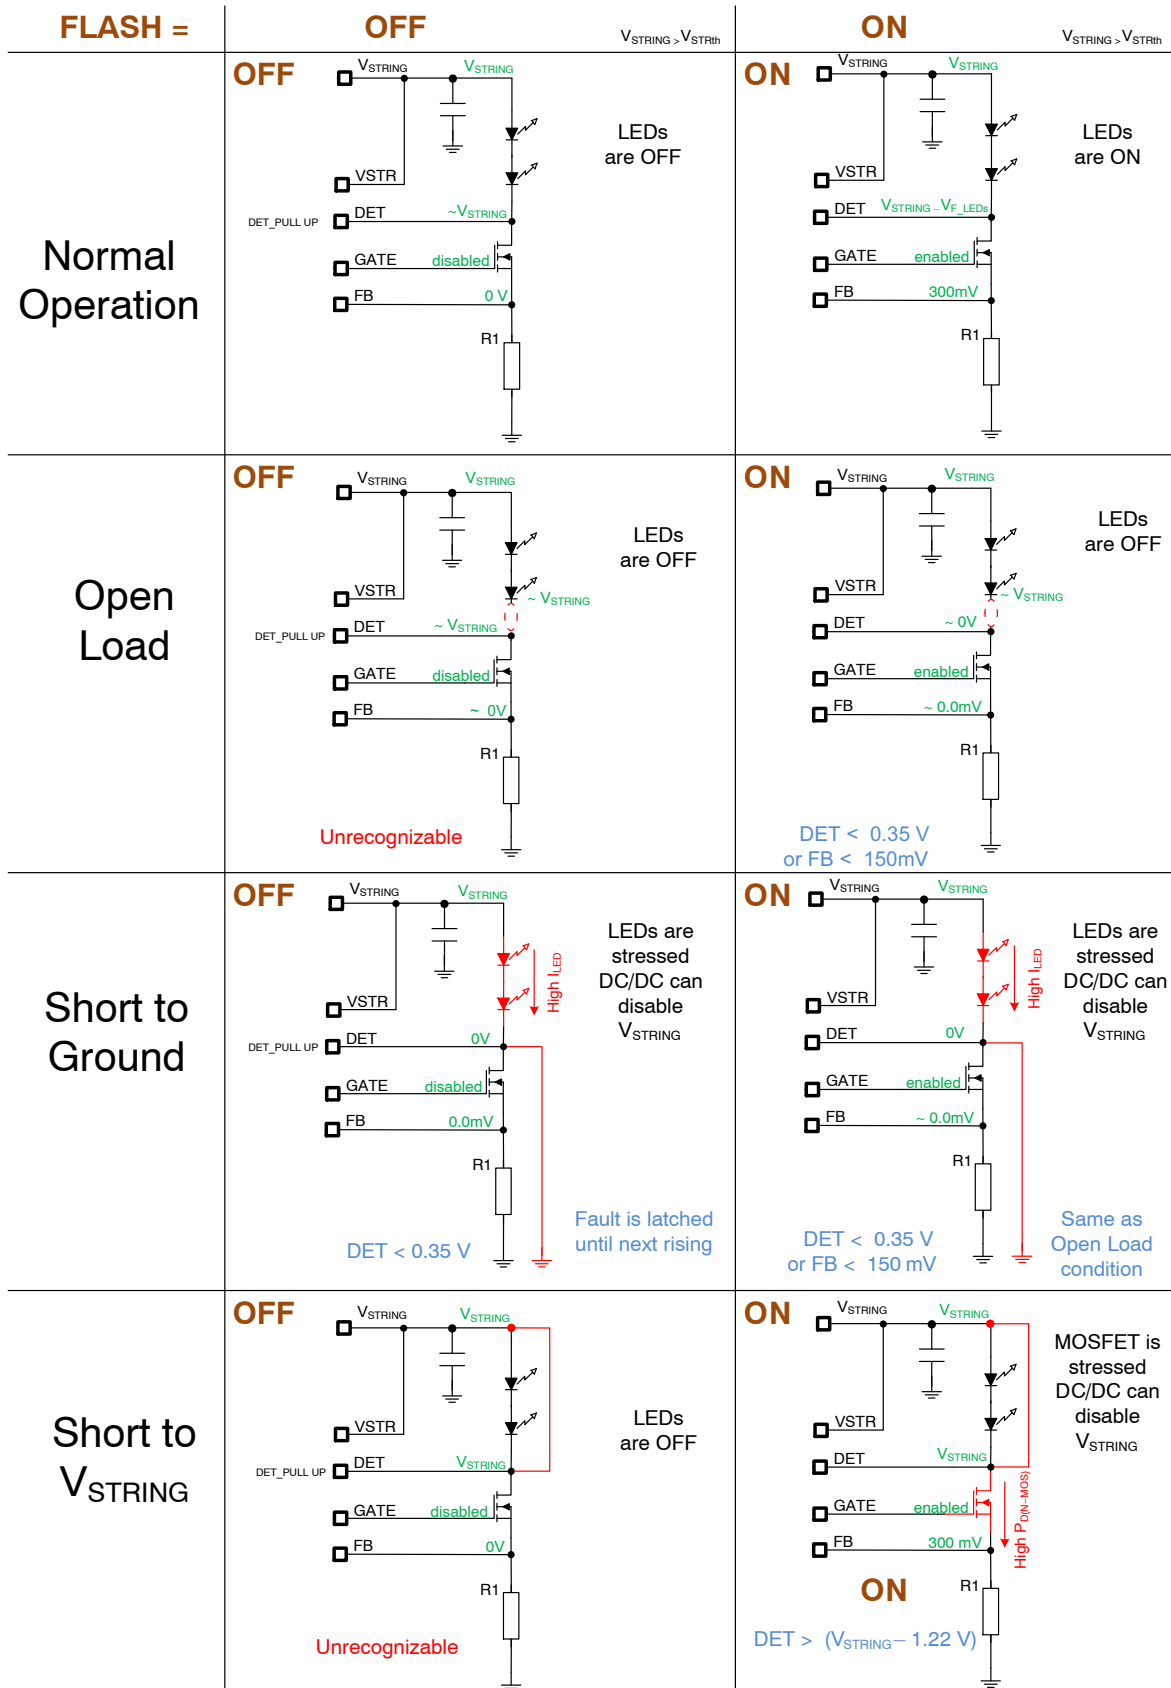 FLASH =
OFF
VSTRING > VSTRth
ON
VSTRING > VSTRth
Normal
Operation
OFF
VSTRING
VSTRING
LEDs
are OFF
VSTR
DET_PULL UP
DET
~VSTRING
GATE
disabled
FB
0 V
R1
ON
VSTRING
VSTRING
LEDs
are ON
VSTR
DET
VSTRING – VF_LEDs
GATE
enabled
FB
300mV
R1
Open
Load
OFF
VSTRING
VSTRING
LEDs
are OFF
VSTR
~ VSTRING
DET_PULL UP
DET
~ VSTRING
GATE
disabled
FB
~ 0V
R1
Unrecognizable
ON
VSTRING
VSTRING
LEDs
are OFF
VSTR
~ VSTRING
DET
~ 0V
GATE
enabled
FB
~ 0.0mV
R1
DET < 0.35 V
or FB < 150mV
Short to
Ground
OFF
VSTRING
VSTRING
LEDs are
stressed
DC/DC can
disable
VSTRING
High ILED
VSTR
DET_PULL UP
DET
0V
GATE
disabled
FB
0.0mV
R1
DET < 0.35 V
Fault is latched
until next rising
ON
VSTRING
VSTRING
LEDs are
stressed
DC/DC can
disable
VSTRING
High ILED
VSTR
DET
0V
GATE
enabled
FB
~ 0.0mV
R1
DET < 0.35 V
or FB < 150 mV
Same as
Open Load
condition
Short to
VSTRING
OFF
VSTRING
VSTRING
LEDs
are OFF
VSTR
DET_PULL UP
DET
VSTRING
GATE
disabled
FB
0V
R1
Unrecognizable
ON
VSTRING
VSTRING
MOSFET is
stressed
DC/DC can
disable
VSTRING
VSTR
DET
VSTRING
GATE
enabled
High PD(N–MOS)
FB
300 mV
ON
R1
DET > (VSTRING – 1.22 V)